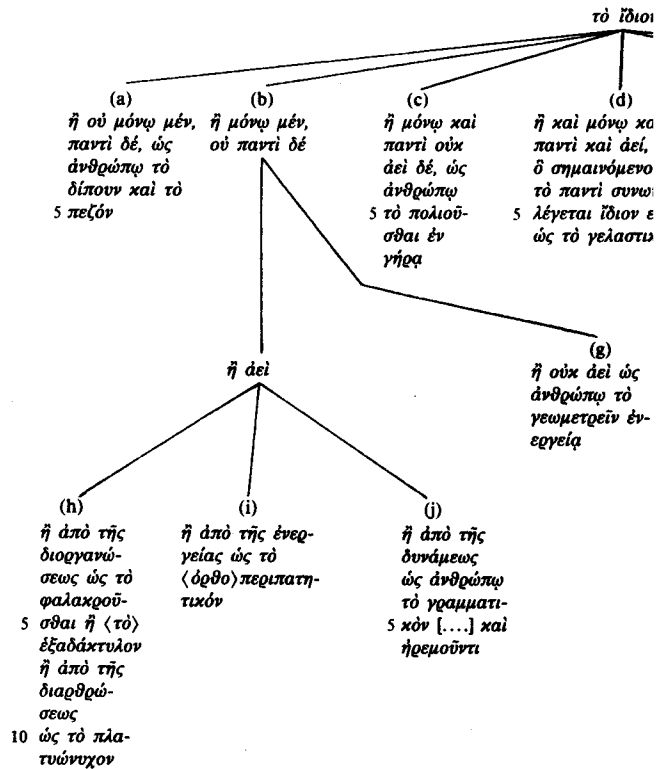 τὸ ἴδιον
(a)
ἢ οὐ μόνῳ μέν,
παντὶ δέ, ὡς
ἀνθρώπῳ τὸ
δίπουν καὶ τὸ
5 πεζόν
(b)
ἢ μόνῳ μέν,
οὐ παντὶ δέ
(c)
ἢ μόνῳ καὶ
παντὶ οὐκ
ἀεὶ δέ, ὡς
ἀνθρώπῳ
5 τὸ πολιοῦ-
σθαι ἐν
γήρᾳ
(d)
ἢ καὶ μόνῳ κα
παντὶ καὶ ἀεί,
ὃ σημαινόμενο
τὸ παντὶ συνω
5 λέγεται ἴδιον ε
ὡς τὸ γελαστικ
ἢ ἀεὶ
(g)
ἢ οὐκ ἀεὶ ὡς
ἀνθρώπῳ τὸ
γεωμετρεῖν ἐν-
εργείᾳ
(h)
ἢ ἀπὸ τῆς
διοργανώ-
σεως ὡς τὸ
φαλακροῦ-
5 σθαι ἢ ⟨τὸ⟩
ἑξαδάκτυλον
ἢ ἀπὸ τῆς
διαρθρώ-
σεως
10 ὡς τὸ πλα-
τυώνυχον
(i)
ἢ ἀπὸ τῆς ἐνερ-
γείας ὡς τὸ
⟨ὀρθο⟩περιπατη-
τικόν
(j)
ἢ ἀπὸ τῆς
δυνάμεως
ὡς ἀνθρώπῳ
τὸ γραμματι-
5 κὸν [....] καὶ
ἠρεμοῦντι